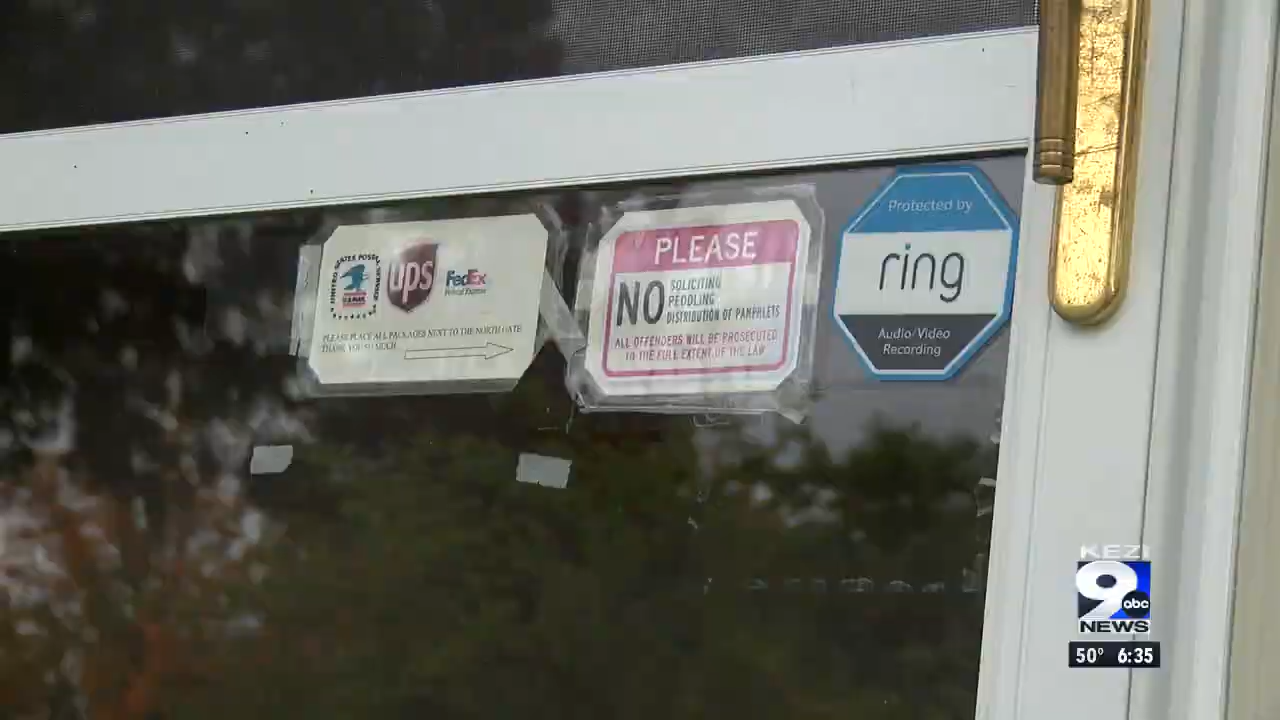 UNITED STATES POSTAL SERVICE
U.S.MAIL
ups
FedEx
Federal Express
PLEASE PLACE ALL PACKAGES NEXT TO THE NORTH GATE
THANK YOU SO MUCH
PLEASE
NO
SOLICITING
PEDDLING
DISTRIBUTION OF PAMPHLETS
ALL OFFENDERS WILL BE PROSECUTED
TO THE FULL EXTENT OF THE LAW
Protected by
ring
Audio/Video
Recording
KEZI
9
abc
NEWS
50° 6:35